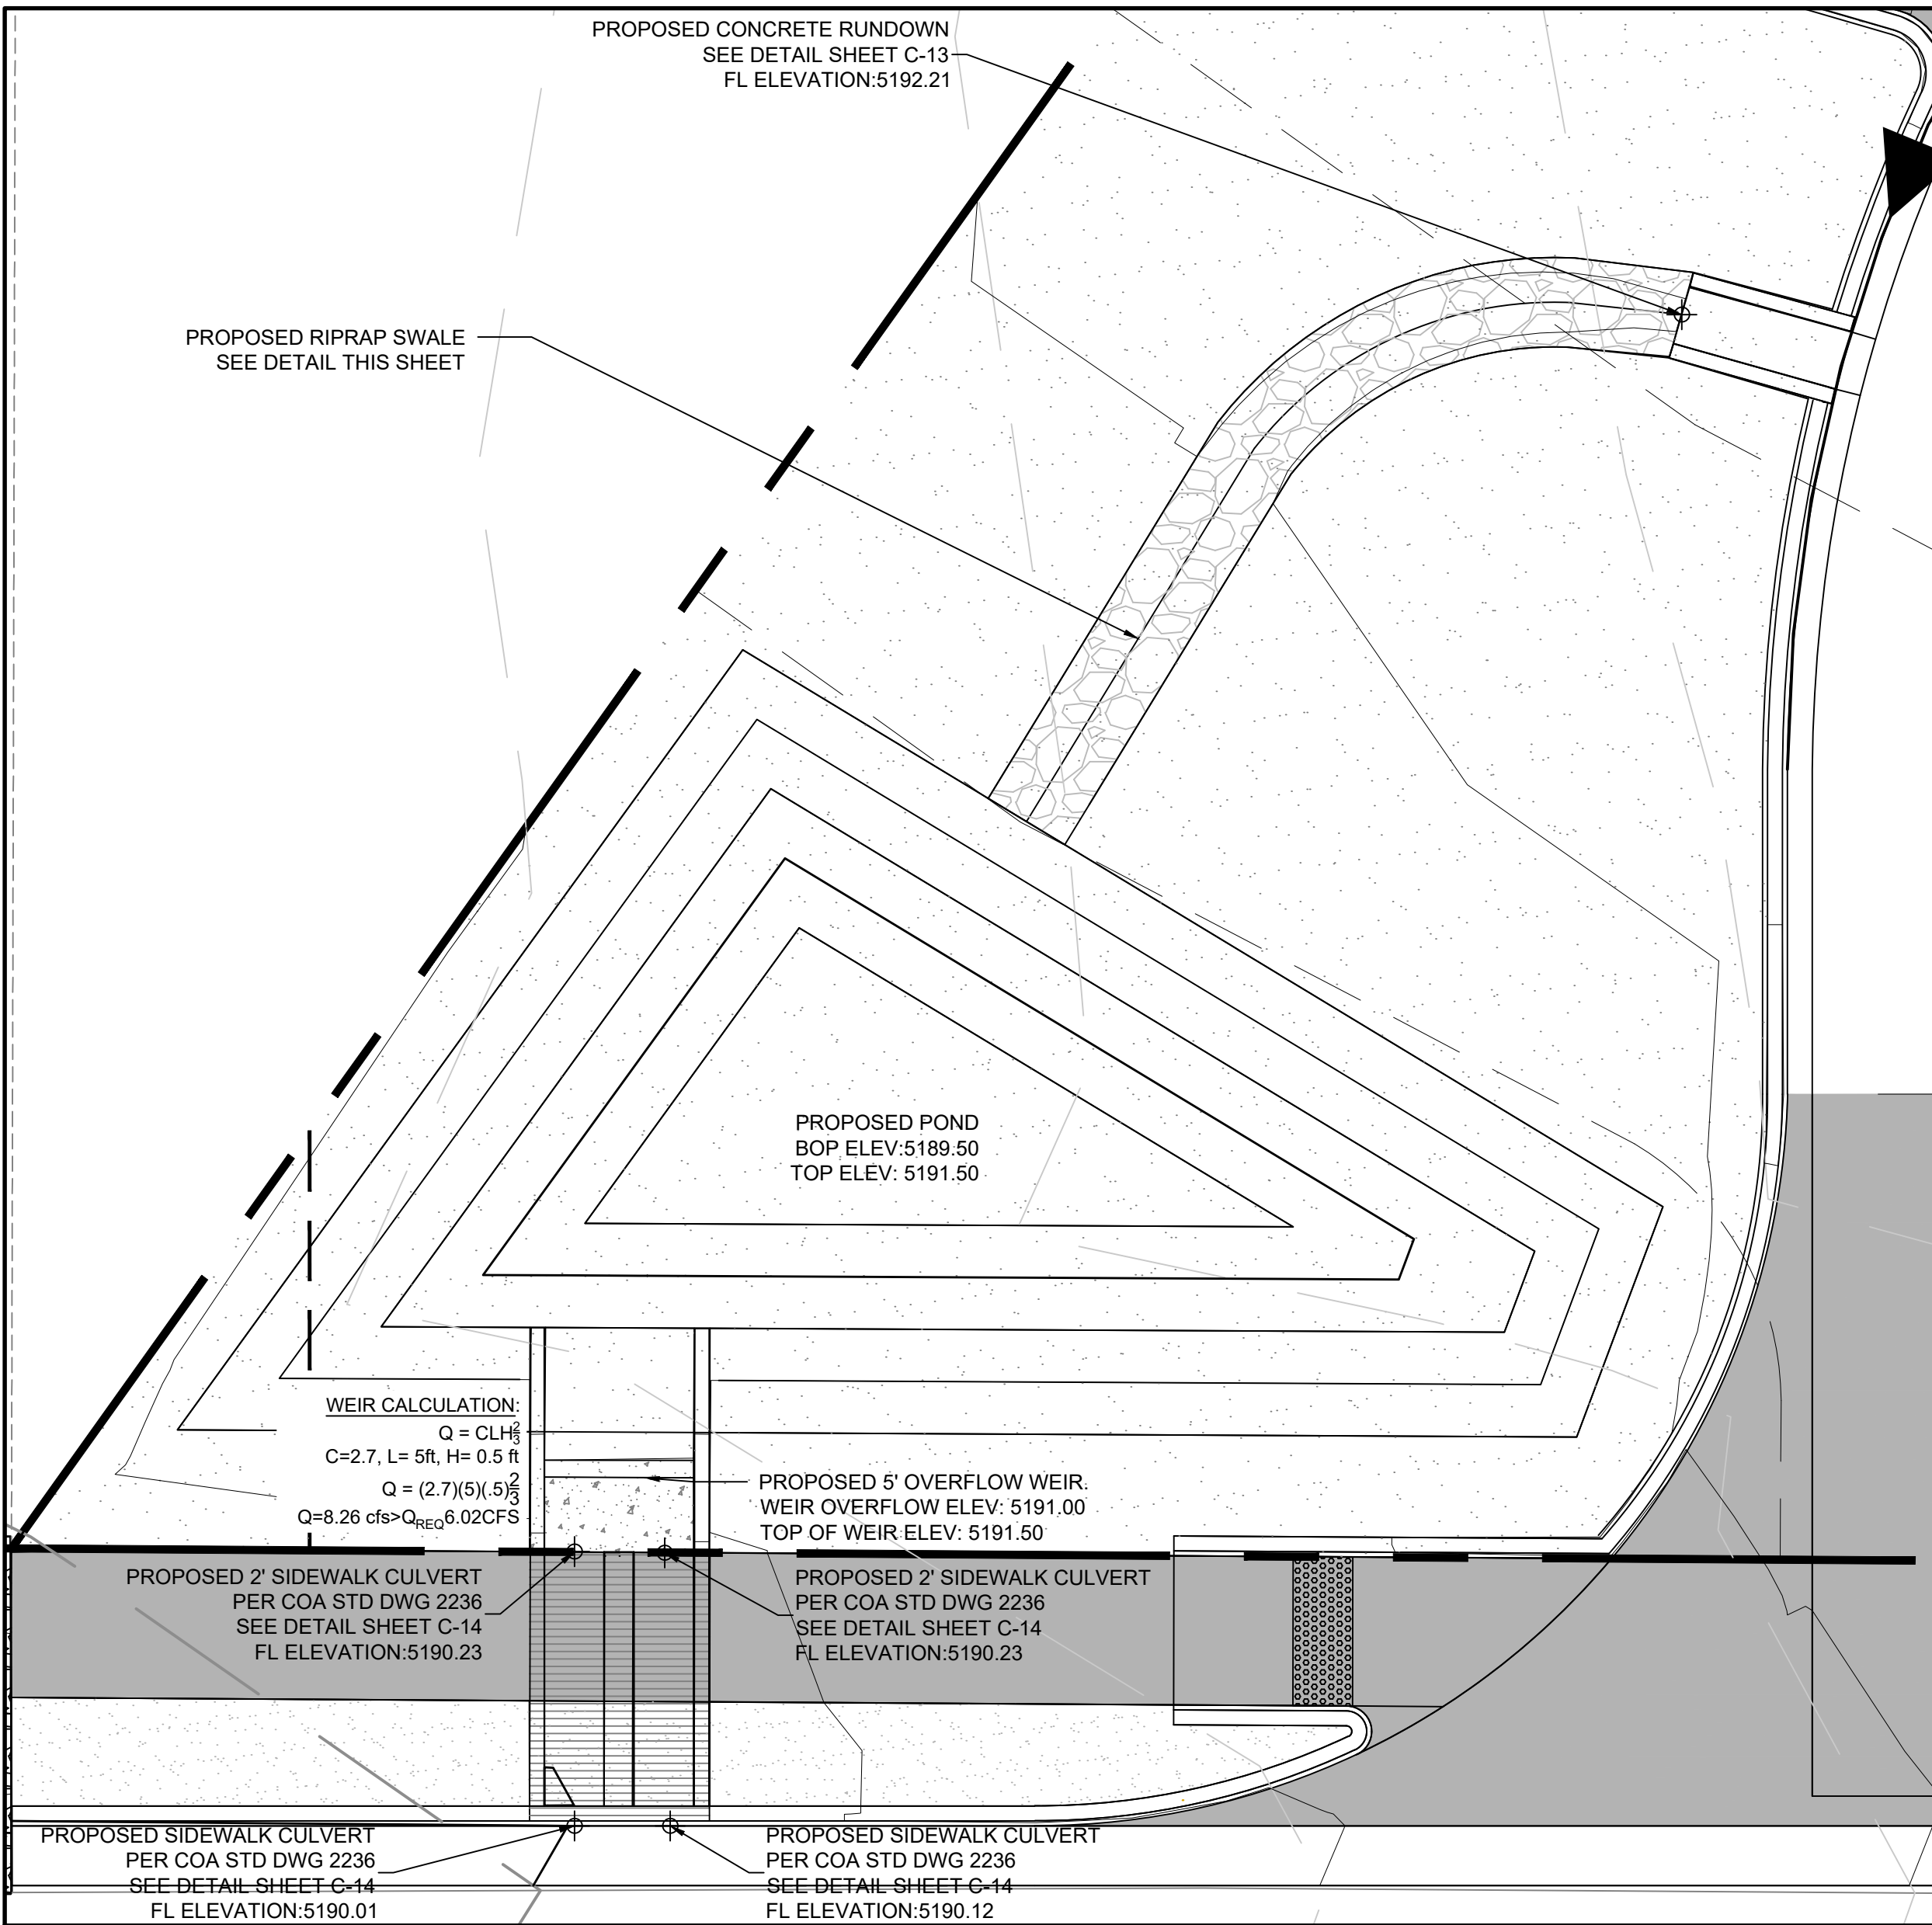 PROPOSED CONCRETE RUNDOWN
SEE DETAIL SHEET C-13
FL ELEVATION:5192.21
PROPOSED RIPRAP SWALE
SEE DETAIL THIS SHEET
PROPOSED POND
BOP ELEV:5189.50
TOP ELEV: 5191.50
WEIR CALCULATION:
Q = CLH 2/3
C=2.7, L= 5ft, H= 0.5 ft
Q = (2.7)(5)(.5) 2/3
Q=8.26 cfs>QREQ6.02CFS
PROPOSED 5' OVERFLOW WEIR.
WEIR OVERFLOW ELEV: 5191.00
TOP OF WEIR ELEV: 5191.50
PROPOSED 2' SIDEWALK CULVERT
PER COA STD DWG 2236
SEE DETAIL SHEET C-14
FL ELEVATION:5190.23
PROPOSED 2' SIDEWALK CULVERT
PER COA STD DWG 2236
SEE DETAIL SHEET C-14
FL ELEVATION:5190.23
PROPOSED SIDEWALK CULVERT
PER COA STD DWG 2236
SEE DETAIL SHEET C-14
FL ELEVATION:5190.01
PROPOSED SIDEWALK CULVERT
PER COA STD DWG 2236
SEE DETAIL SHEET C-14
FL ELEVATION:5190.12